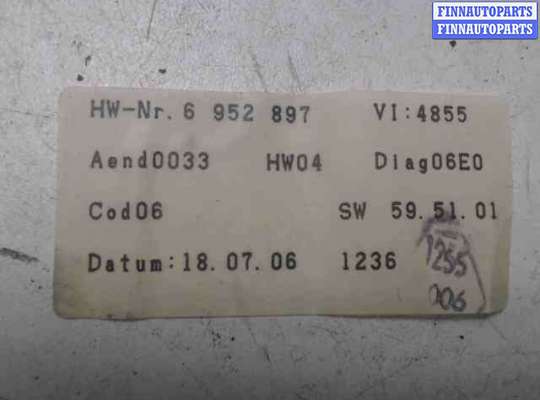 FINNAUTOPARTS
FINNAUTOPARTS
HW-Nr. 6 952 897 VI:4855
Aend0033 HW04 Diag06E0
Cod06 SW 59.51.01
Datum:18.07.06 1236
1255
006